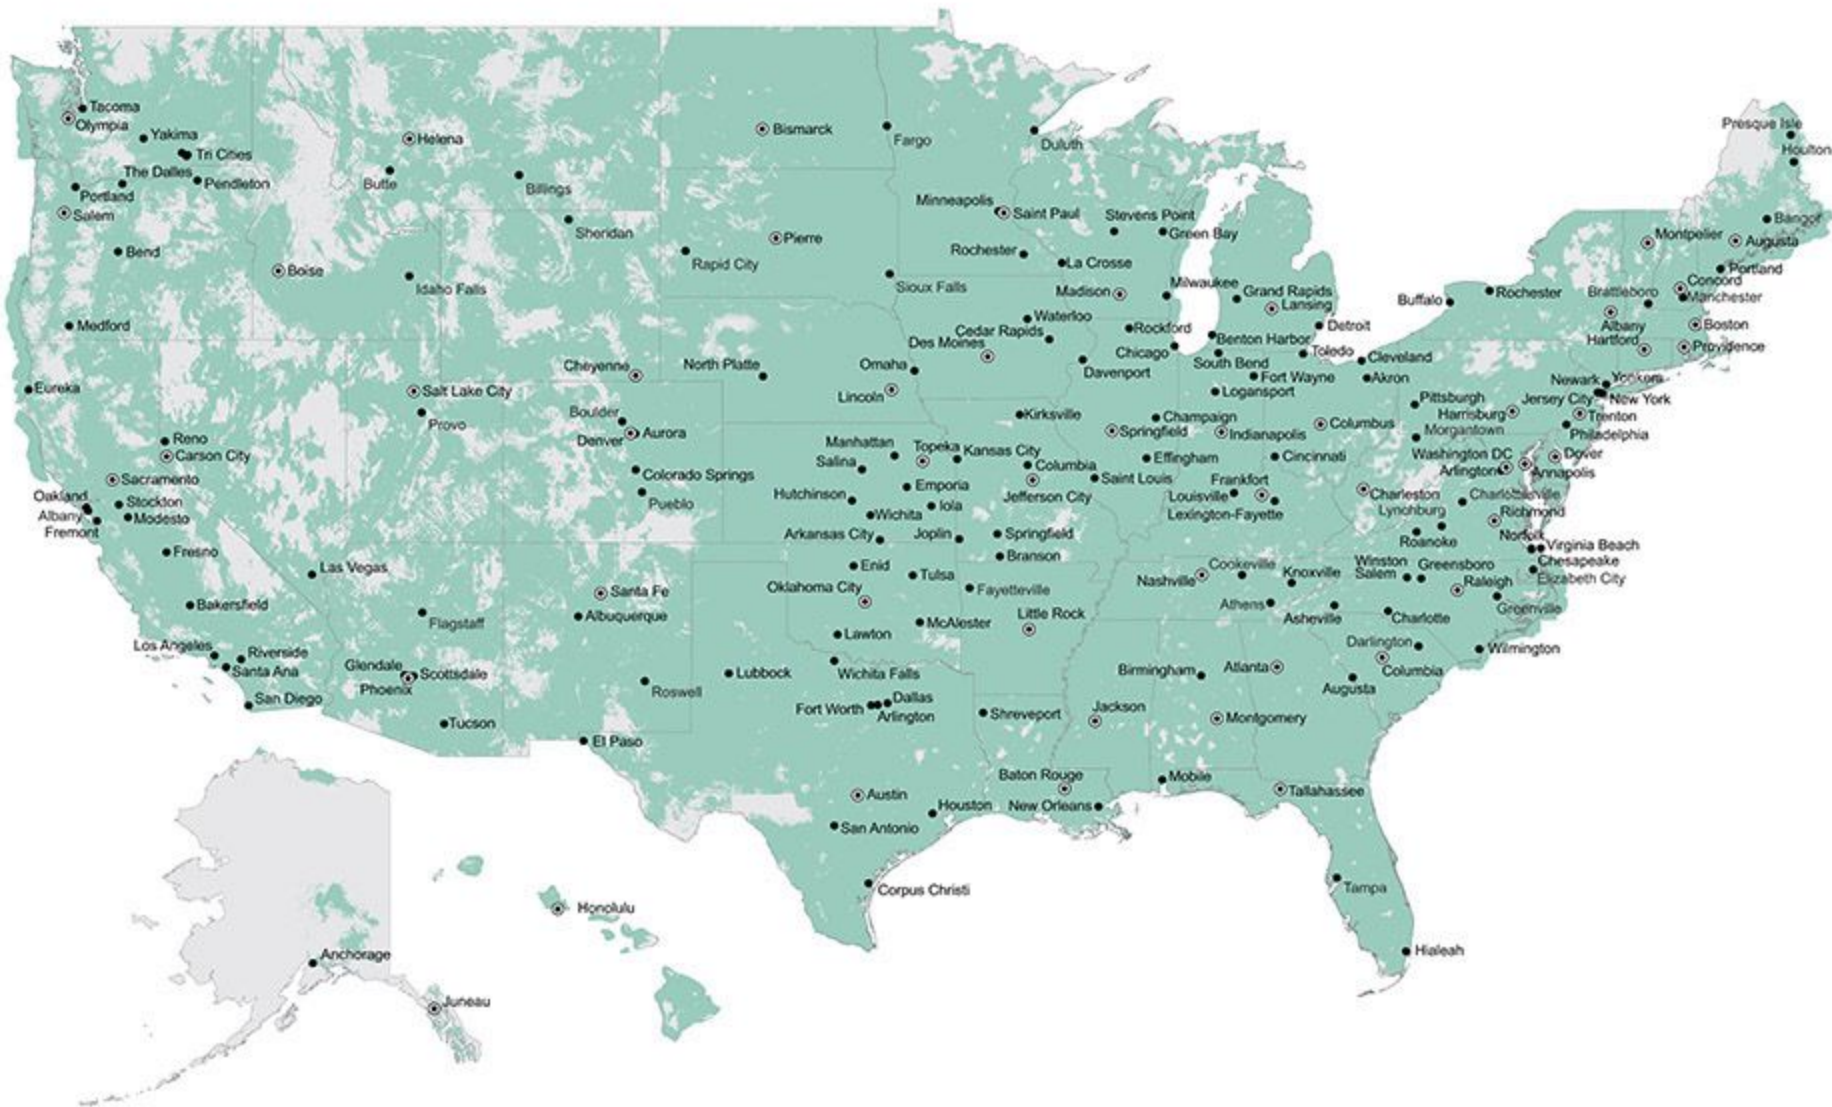 Tacoma
Olympia
Yakima
Tri Cities
The Dalles
Pendleton
Portland
Salem
Bend
Medford
Eureka
Helena
Butte
Billings
Sheridan
Boise
Idaho Falls
Bismarck
Fargo
Duluth
Minneapolis
Saint Paul
Stevens Point
Green Bay
Pierre
Rapid City
Rochester
La Crosse
Sioux Falls
Madison
Milwaukee
Grand Rapids
Lansing
Waterloo
Cedar Rapids
Rockford
Benton Harbor
Detroit
Des Moines
Chicago
South Bend
Toledo
Cleveland
Davenport
Fort Wayne
Akron
Logansport
Presque Isle
Houlton
Bangor
Montpelier
Augusta
Portland
Concord
Manchester
Brattleboro
Buffalo
Rochester
Albany
Boston
Hartford
Providence
Newark
Yonkers
Jersey City
New York
Pittsburgh
Harrisburg
Trenton
Morgantown
Philadelphia
Washington DC
Dover
Arlington
Annapolis
Cheyenne
North Platte
Omaha
Lincoln
Salt Lake City
Provo
Boulder
Denver
Aurora
Colorado Springs
Pueblo
Reno
Carson City
Sacramento
Oakland
Stockton
Albany
Modesto
Fremont
Fresno
Las Vegas
Bakersfield
Los Angeles
Riverside
Santa Ana
San Diego
Kirksville
Champaign
Springfield
Indianapolis
Columbus
Manhattan
Topeka
Kansas City
Salina
Columbia
Effingham
Cincinnati
Emporia
Jefferson City
Saint Louis
Frankfort
Louisville
Lexington-Fayette
Charleston
Charlottesville
Lynchburg
Richmond
Roanoke
Norfolk
Virginia Beach
Chesapeake
Elizabeth City
Hutchinson
Wichita
Iola
Arkansas City
Joplin
Springfield
Branson
Enid
Tulsa
Fayetteville
Oklahoma City
Little Rock
McAlester
Lawton
Wichita Falls
Nashville
Cookeville
Knoxville
Athens
Asheville
Winston
Salem
Greensboro
Raleigh
Greenville
Charlotte
Darlington
Wilmington
Columbia
Augusta
Atlanta
Birmingham
Montgomery
Jackson
Santa Fe
Albuquerque
Flagstaff
Glendale
Scottsdale
Phoenix
Tucson
Roswell
El Paso
Lubbock
Fort Worth
Dallas
Arlington
Shreveport
Austin
San Antonio
Houston
Corpus Christi
Baton Rouge
New Orleans
Mobile
Tallahassee
Tampa
Hialeah
Honolulu
Anchorage
Juneau